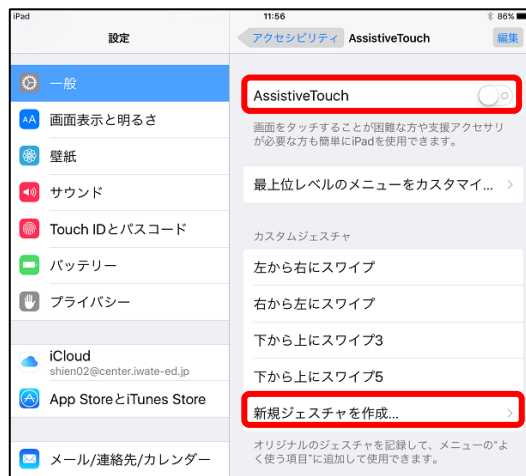 iPad
11:56
86%
設定
アクセシビリティ
AssistiveTouch
編集
一般
画面表示と明るさ
壁紙
サウンド
Touch IDとパスコード
バッテリー
プライバシー
iCloud
shien02@center.iwate-ed.jp
App StoreとiTunes Store
メール/連絡先/カレンダー
AssistiveTouch
画面をタッチすることが困難な方や支援アクセサリ
が必要な方も簡単にiPadを使用できます。
最上位レベルのメニューをカスタマイ...
カスタムジェスチャ
左から右にスワイプ
右から左にスワイプ
下から上にスワイプ3
下から上にスワイプ5
新規ジェスチャを作成...
オリジナルのジェスチャを記録して、メニューの“よ
く使う項目”に追加して使用できます。